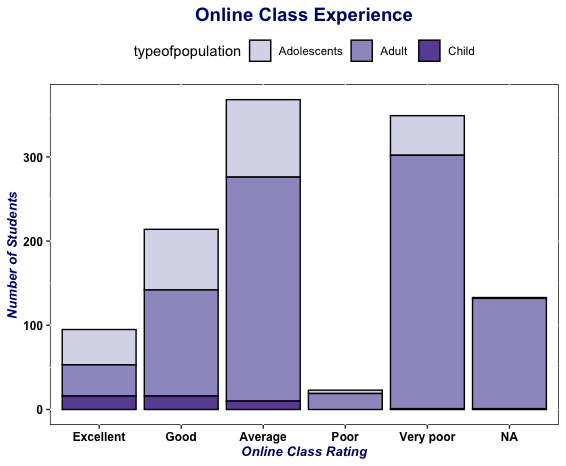 Online Class Experience
typeofpopulation Adolescents Adult Child
Number of Students
300
200
100
0
Excellent Good Average Poor Very poor NA
Online Class Rating